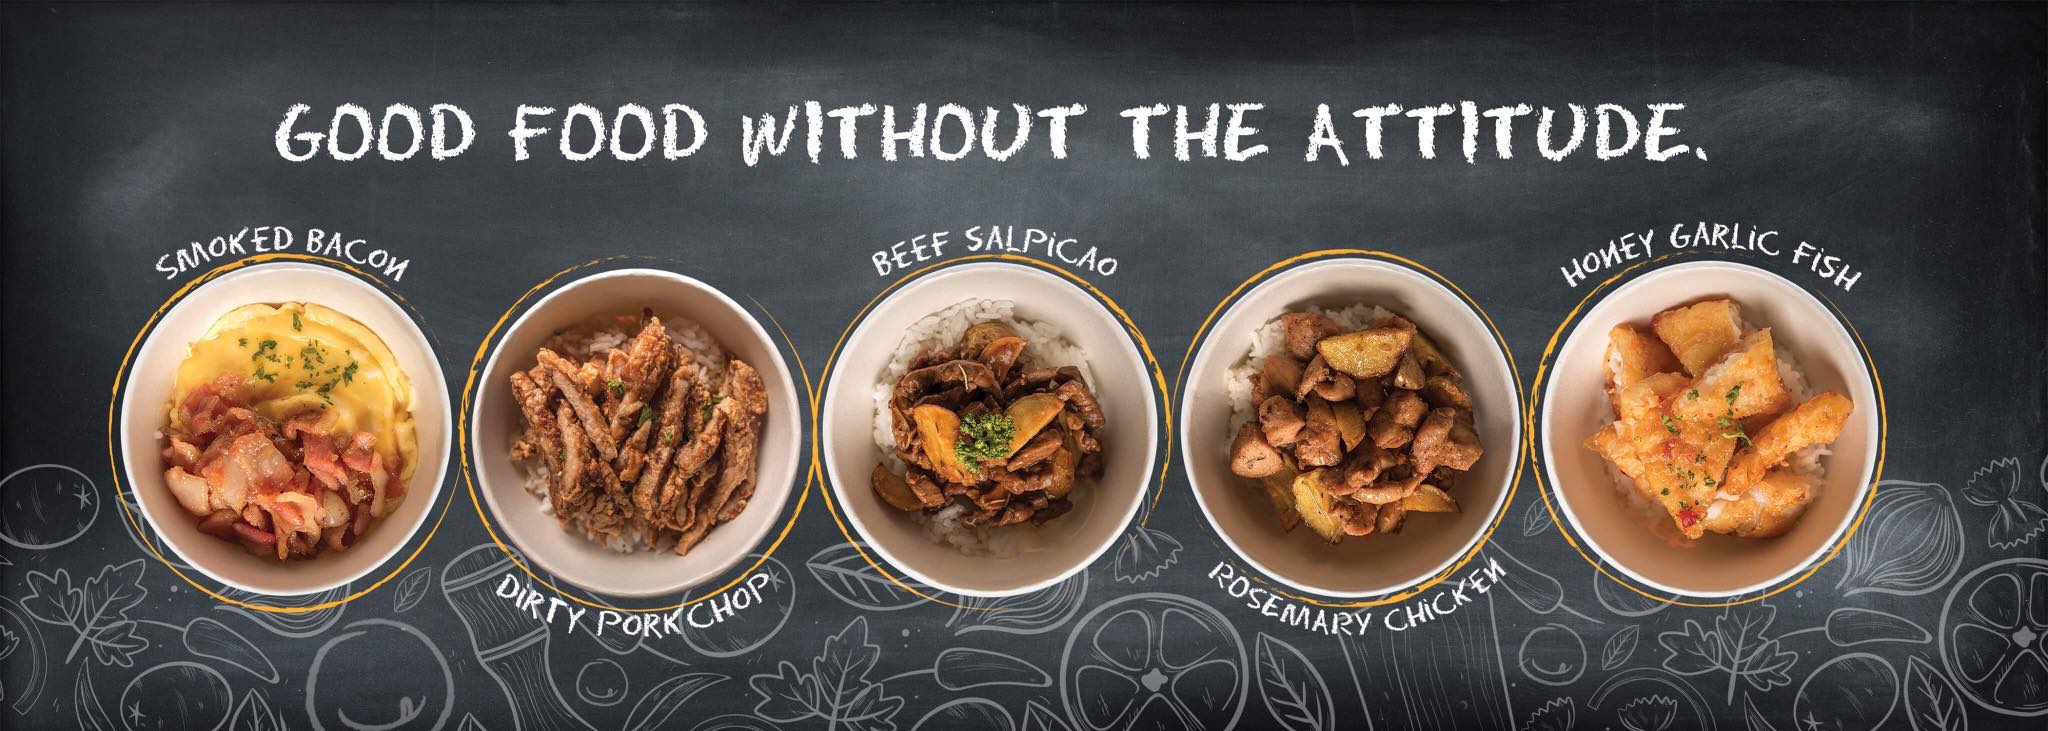 GOOD FOOD WITHOUT THE ATTITUDE.
SMOKED BACON
DIRTY PORKCHOP
BEEF SALPICAO
ROSEMARY CHICKEN
HONEY GARLIC FISH